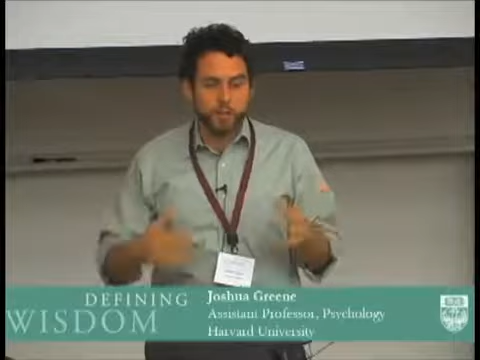 DEFINING
WISDOM
Joshua Greene
Assistant Professor, Psychology
Harvard University